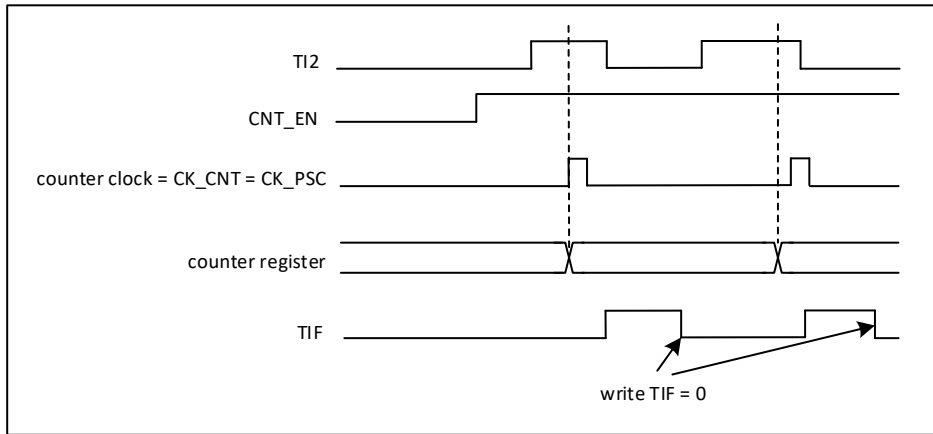 TI2
CNT_EN
counter clock = CK_CNT = CK_PSC
counter register
TIF
write TIF = 0